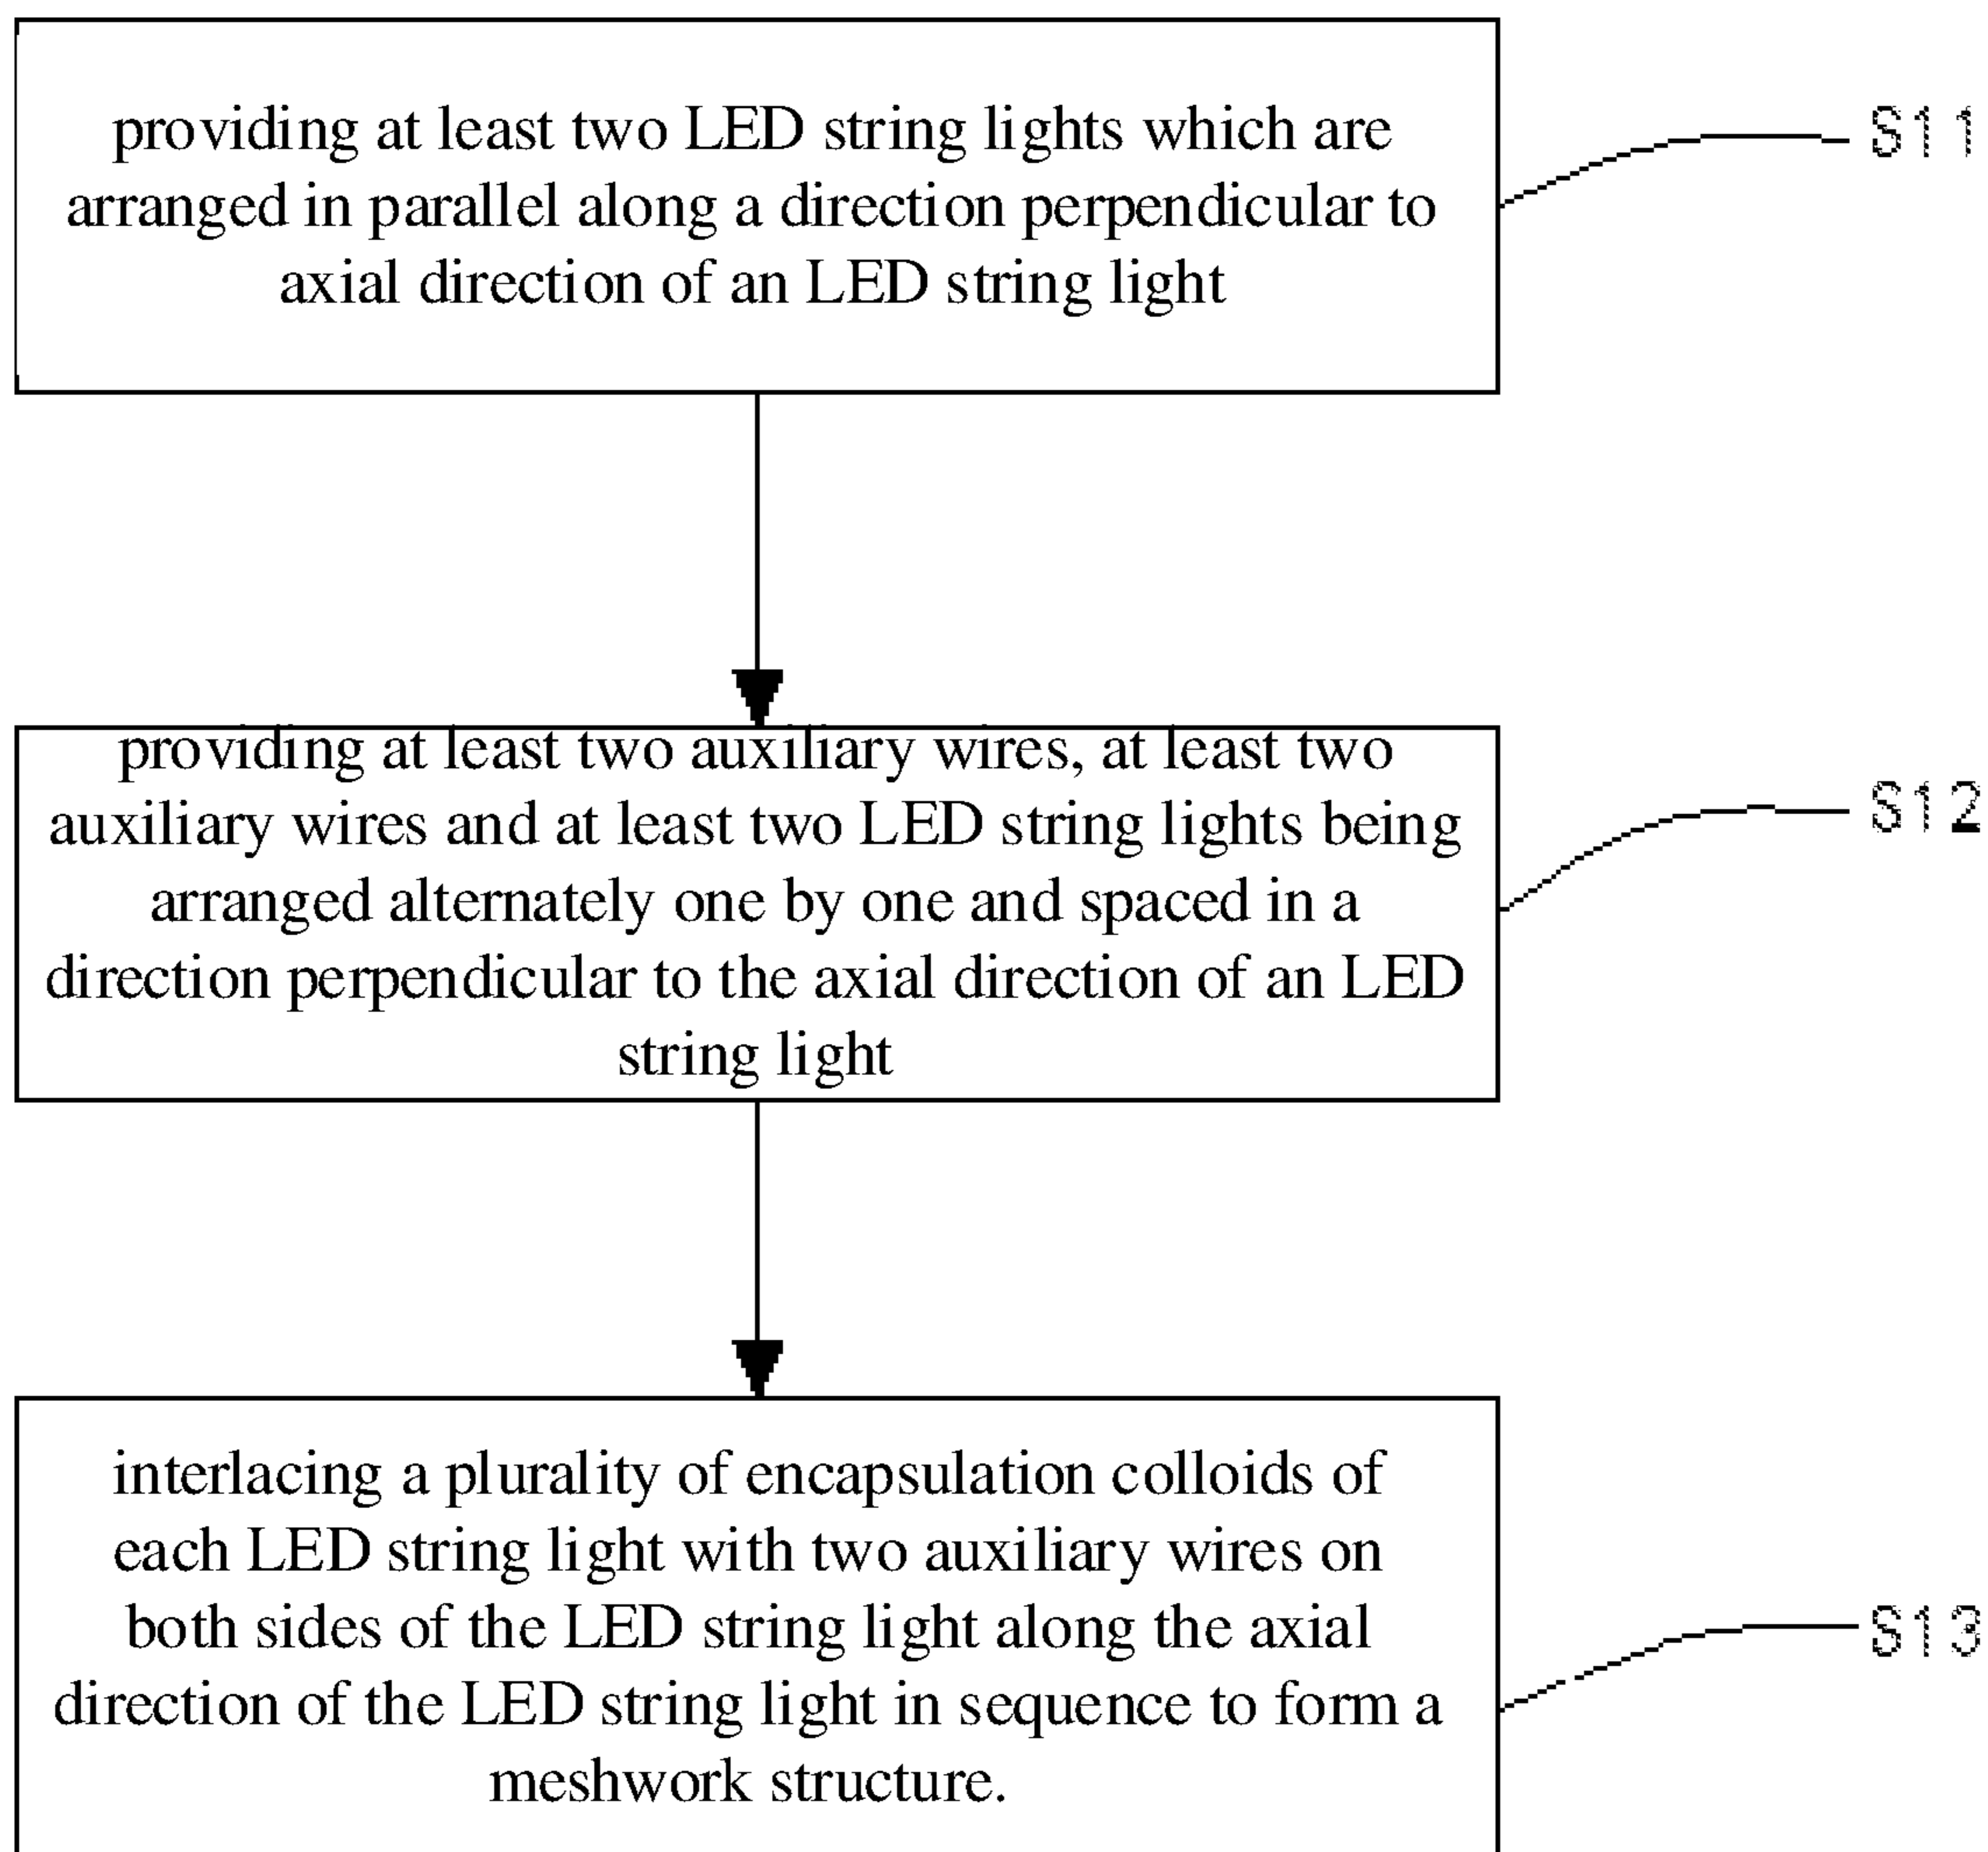 providing at least two LED string lights which are
arranged in parallel along a direction perpendicular to
axial direction of an LED string light
S11
providing at least two auxiliary wires, at least two
auxiliary wires and at least two LED string lights being
arranged alternately one by one and spaced in a
direction perpendicular to the axial direction of an LED
string light
S12
interlacing a plurality of encapsulation colloids of
each LED string light with two auxiliary wires on
both sides of the LED string light along the axial
direction of the LED string light in sequence to form a
meshwork structure.
S13